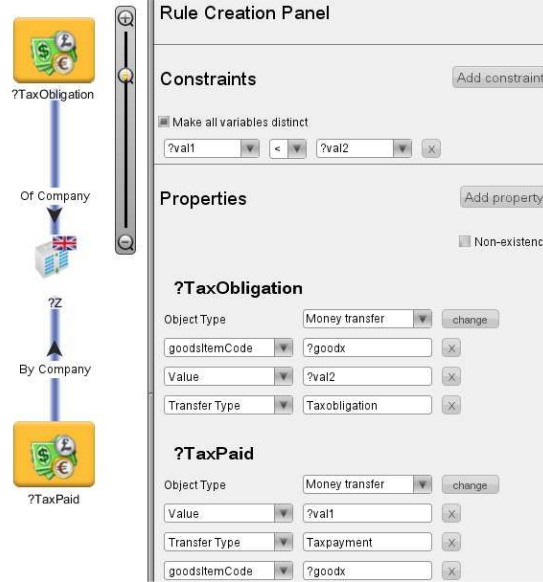 ?TaxObligation
Of Company
?Z
By Company
?TaxPaid
Rule Creation Panel
Constraints
Add constraint
Make all variables distinct
?val1 < ?val2 X
Properties
Add property
Non-existenc
?TaxObligation
Object Type Money transfer change
goodsItemCode ?goodx X
Value ?val2 X
Transfer Type Taxobligation X
?TaxPaid
Object Type Money transfer change
Value ?val1 X
Transfer Type Taxpayment X
goodsItemCode ?goodx X